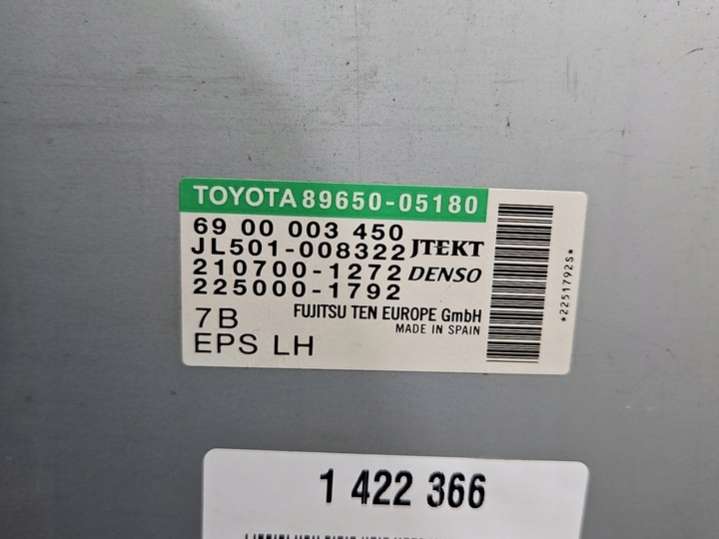 TOYOTA 89650-05180
69 00 003 450
JL501-008322 JTEKT
210700-1272 DENSO
225000-1792
7B FUJITSU TEN EUROPE GmbH
MADE IN SPAIN
EPS LH
*2251792S*
1 422 366